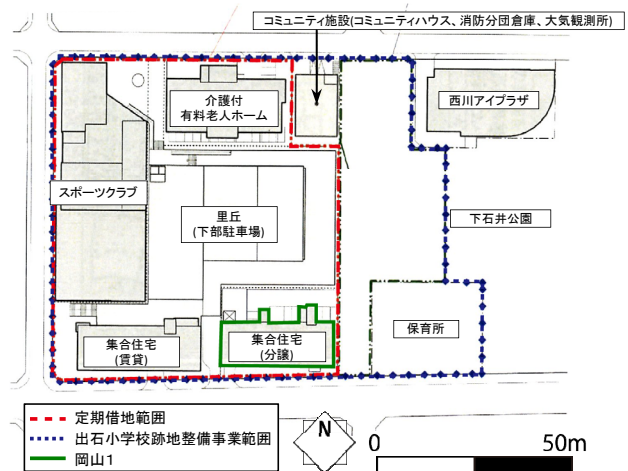 コミュニティ施設(コミュニティハウス、消防分団倉庫、大気観測所)
介護付
有料老人ホーム
西川アイプラザ
スポーツクラブ
里丘
(下部駐車場)
下石井公園
集合住宅
(賃貸)
集合住宅
(分譲)
保育所
定期借地範囲
出石小学校跡地整備事業範囲
岡山1
N
0
50m